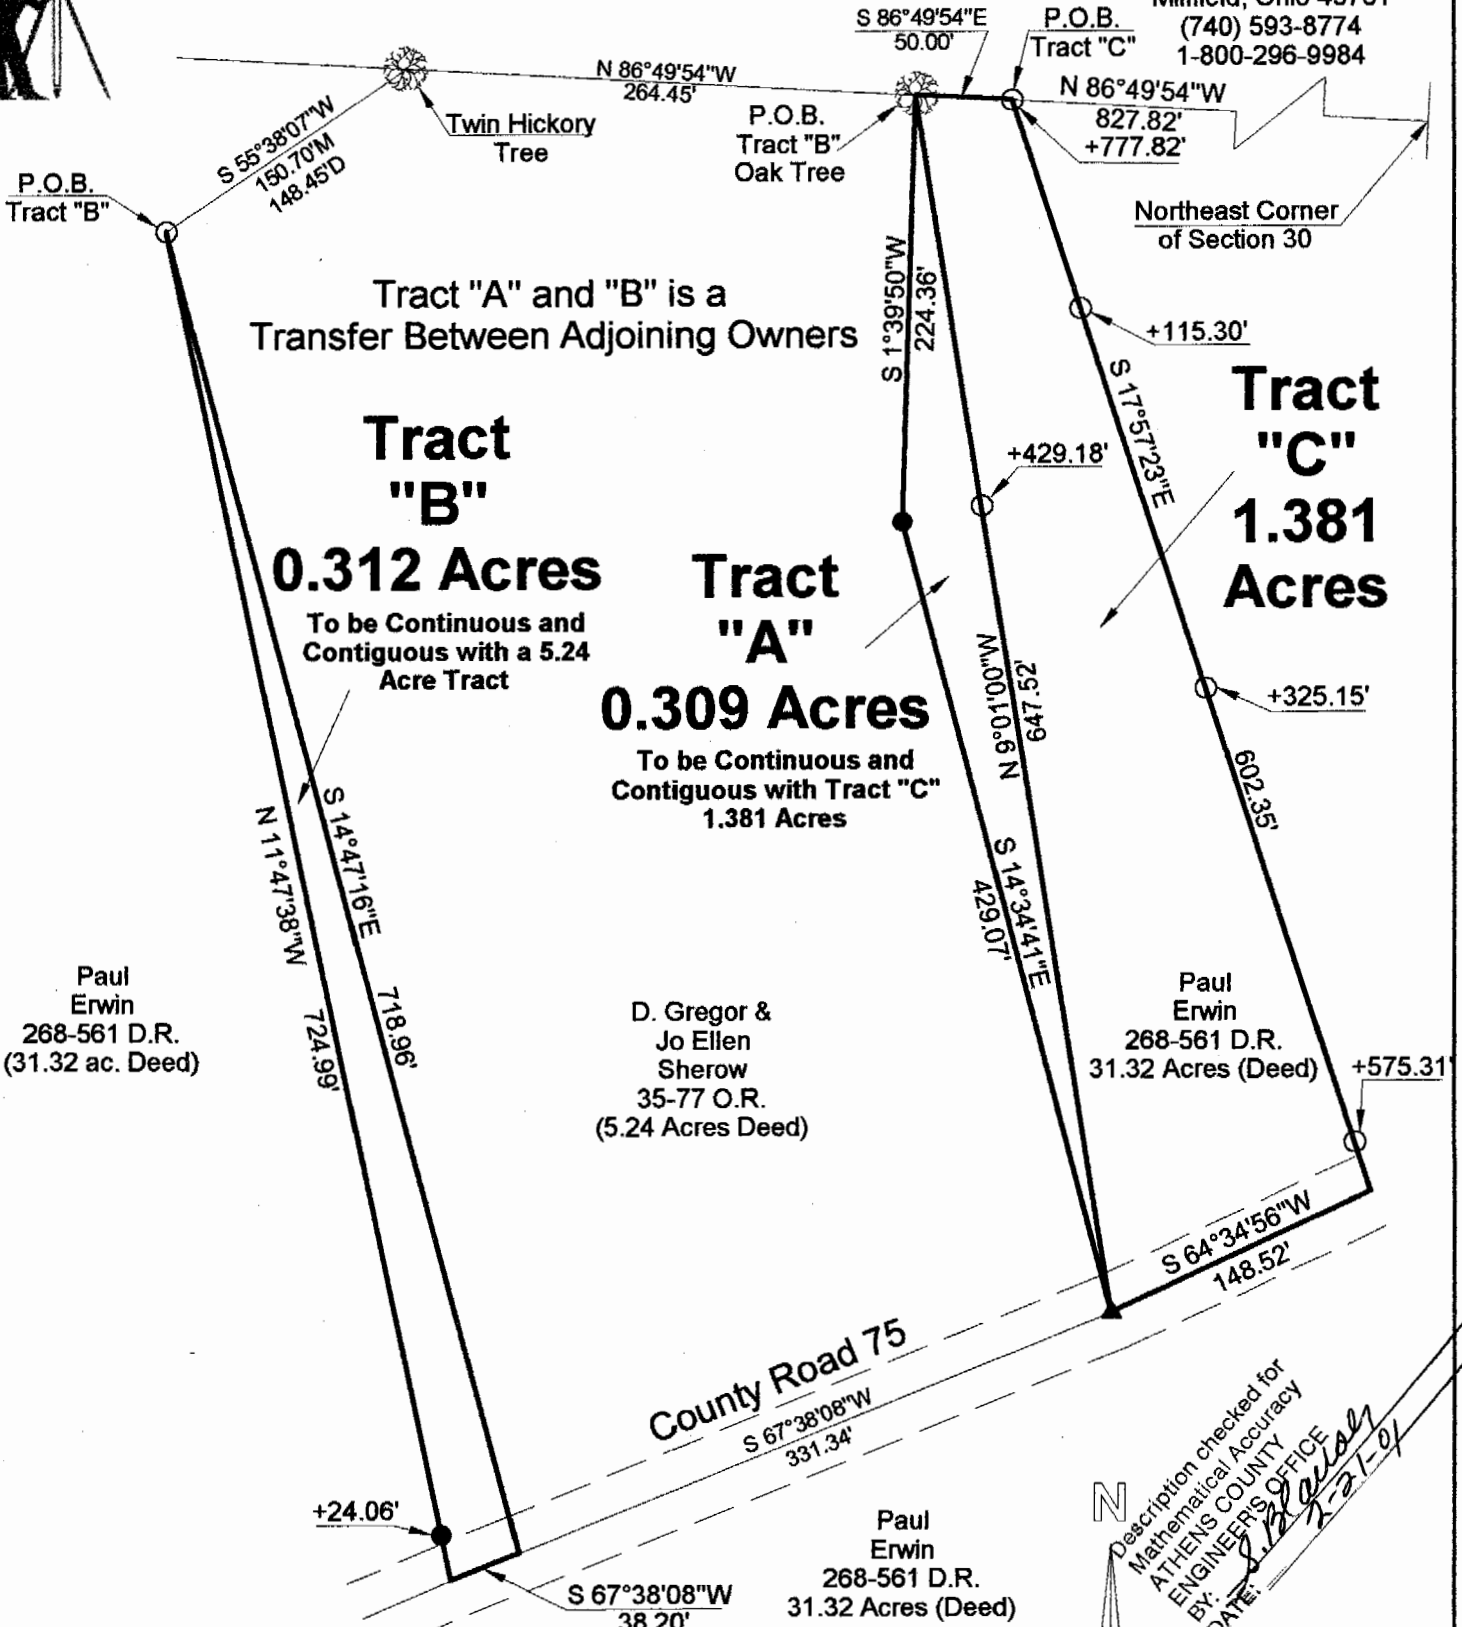 Millfield, Ohio 45761
(740) 593-8774
1-800-296-9984
S 86°49'54"E
50.00'
P.O.B.
Tract "C"
N 86°49'54"W
264.45'
N 86°49'54"W
827.82'
+777.82'
P.O.B.
Tract "B"
Oak Tree
Twin Hickory
Tree
S 55°38'07"W
150.70'M
148.45'D
P.O.B.
Tract "B"
Northeast Corner
of Section 30
Tract "A" and "B" is a
Transfer Between Adjoining Owners
S 1°39'50"W
224.36'
+115.30'
S 17°57'23"E
602.35'
Tract
"C"
1.381
Acres
Tract
"B"
0.312 Acres
To be Continuous and
Contiguous with a 5.24
Acre Tract
+429.18'
Tract
"A"
0.309 Acres
To be Continuous and
Contiguous with Tract "C"
1.381 Acres
N 9°01'00"W
647.52'
+325.15'
S 14°34'41"E
429.07'
N 11°47'38"W
724.99'
S 14°47'16"E
718.96'
Paul
Erwin
268-561 D.R.
(31.32 ac. Deed)
D. Gregor &
Jo Ellen
Sherow
35-77 O.R.
(5.24 Acres Deed)
Paul
Erwin
268-561 D.R.
31.32 Acres (Deed)
+575.31'
S 64°34'56"W
148.52'
County Road 75
S 67°38'08"W
331.34'
+24.06'
S 67°38'08"W
38.20'
Paul
Erwin
268-561 D.R.
31.32 Acres (Deed)
N
Description checked for
Mathematical Accuracy
ATHENS COUNTY
ENGINEER'S OFFICE
BY:
DATE: 2-21-01